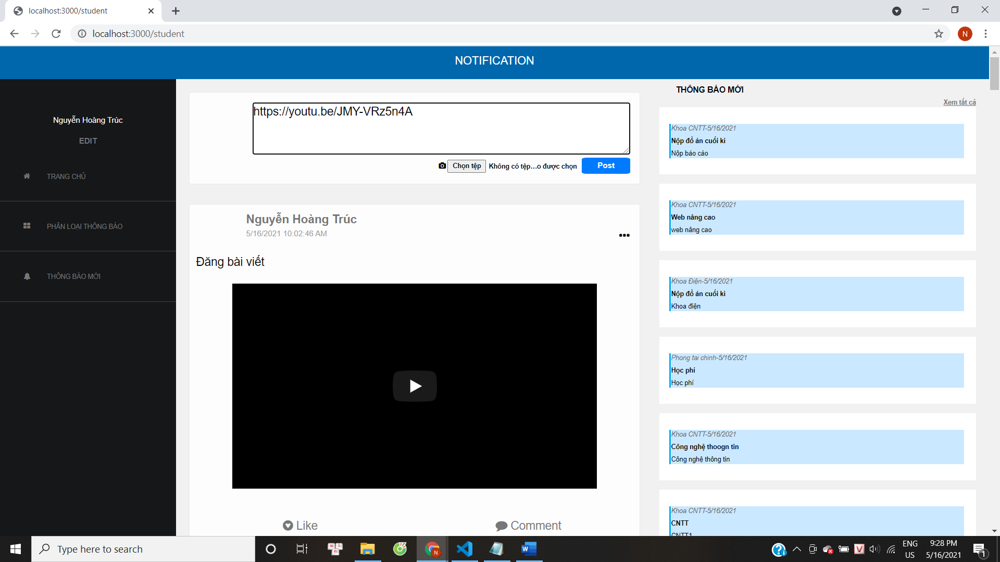 localhost:3000/student
localhost:3000/student
N
NOTIFICATION
Nguyễn Hoàng Trúc
EDIT
TRANG CHỦ
PHÂN LOẠI THÔNG BÁO
THÔNG BÁO MỚI
https://youtu.be/JMY-VRz5n4A
Chọn tệp Không có tệp...o được chọn Post
Nguyễn Hoàng Trúc
5/16/2021 10:02:46 AM
Đăng bài viết
Like Comment
THÔNG BÁO MỚI
Xem tất cả
Khoa CNTT-5/16/2021
Nộp đồ án cuối kì
Nộp báo cáo
Khoa CNTT-5/16/2021
Web nâng cao
web nâng cao
Khoa Điện-5/16/2021
Nộp đồ án cuối kì
Khoa điện
Phong tai chinh-5/16/2021
Học phí
Học phí
Khoa CNTT-5/16/2021
Công nghệ thoogn tin
Công nghệ thông tin
Khoa CNTT-5/16/2021
CNTT
CNTT1
Type here to search
ENG
US
9:28 PM
5/16/2021
1